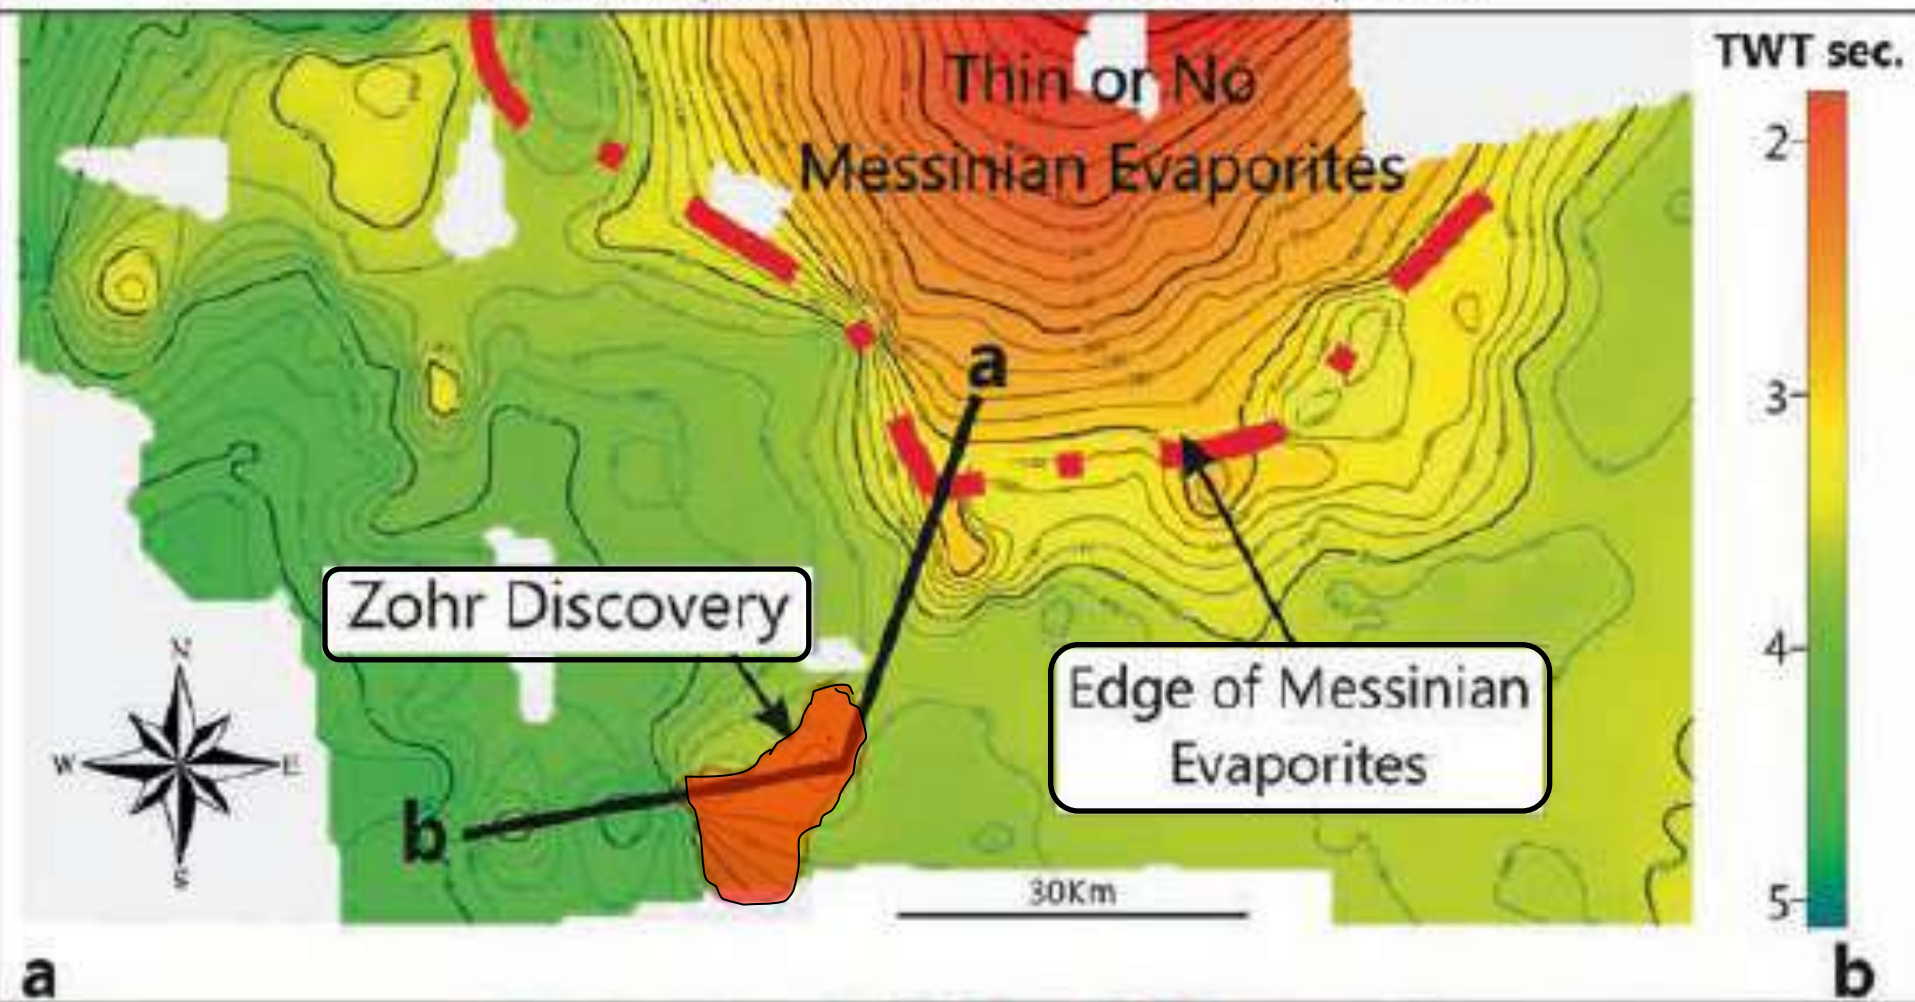 TWT sec.
Thin or No
Messinian Evaporites
2
3
4
5
a
Zohr Discovery
Edge of Messinian
Evaporites
N
W
E
S
b
30Km
a
b